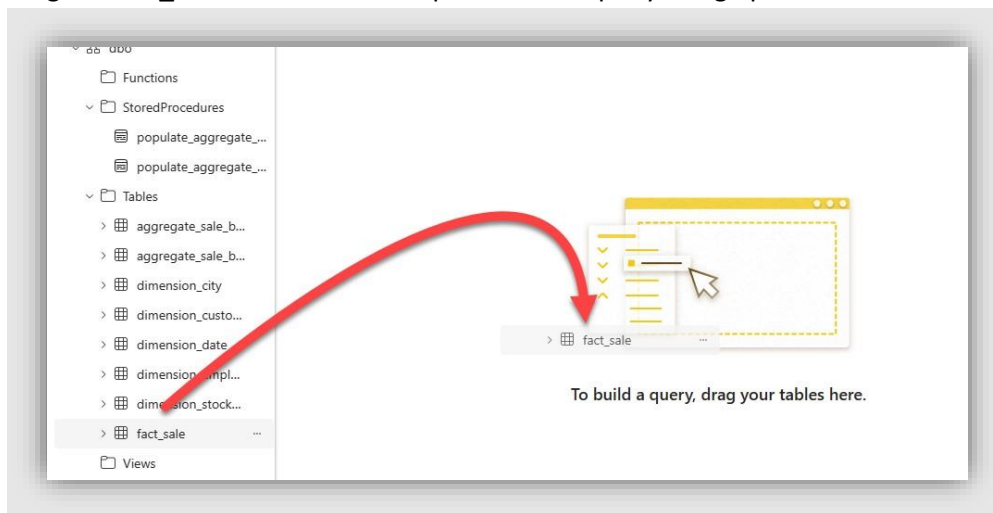 dbo
Functions
StoredProcedures
populate_aggregate_...
populate_aggregate_...
Tables
aggregate_sale_b...
aggregate_sale_b...
dimension_city
dimension_custo...
dimension_date
dimension_empl...
dimension_stock...
fact_sale ...
Views
fact_sale ...
To build a query, drag your tables here.